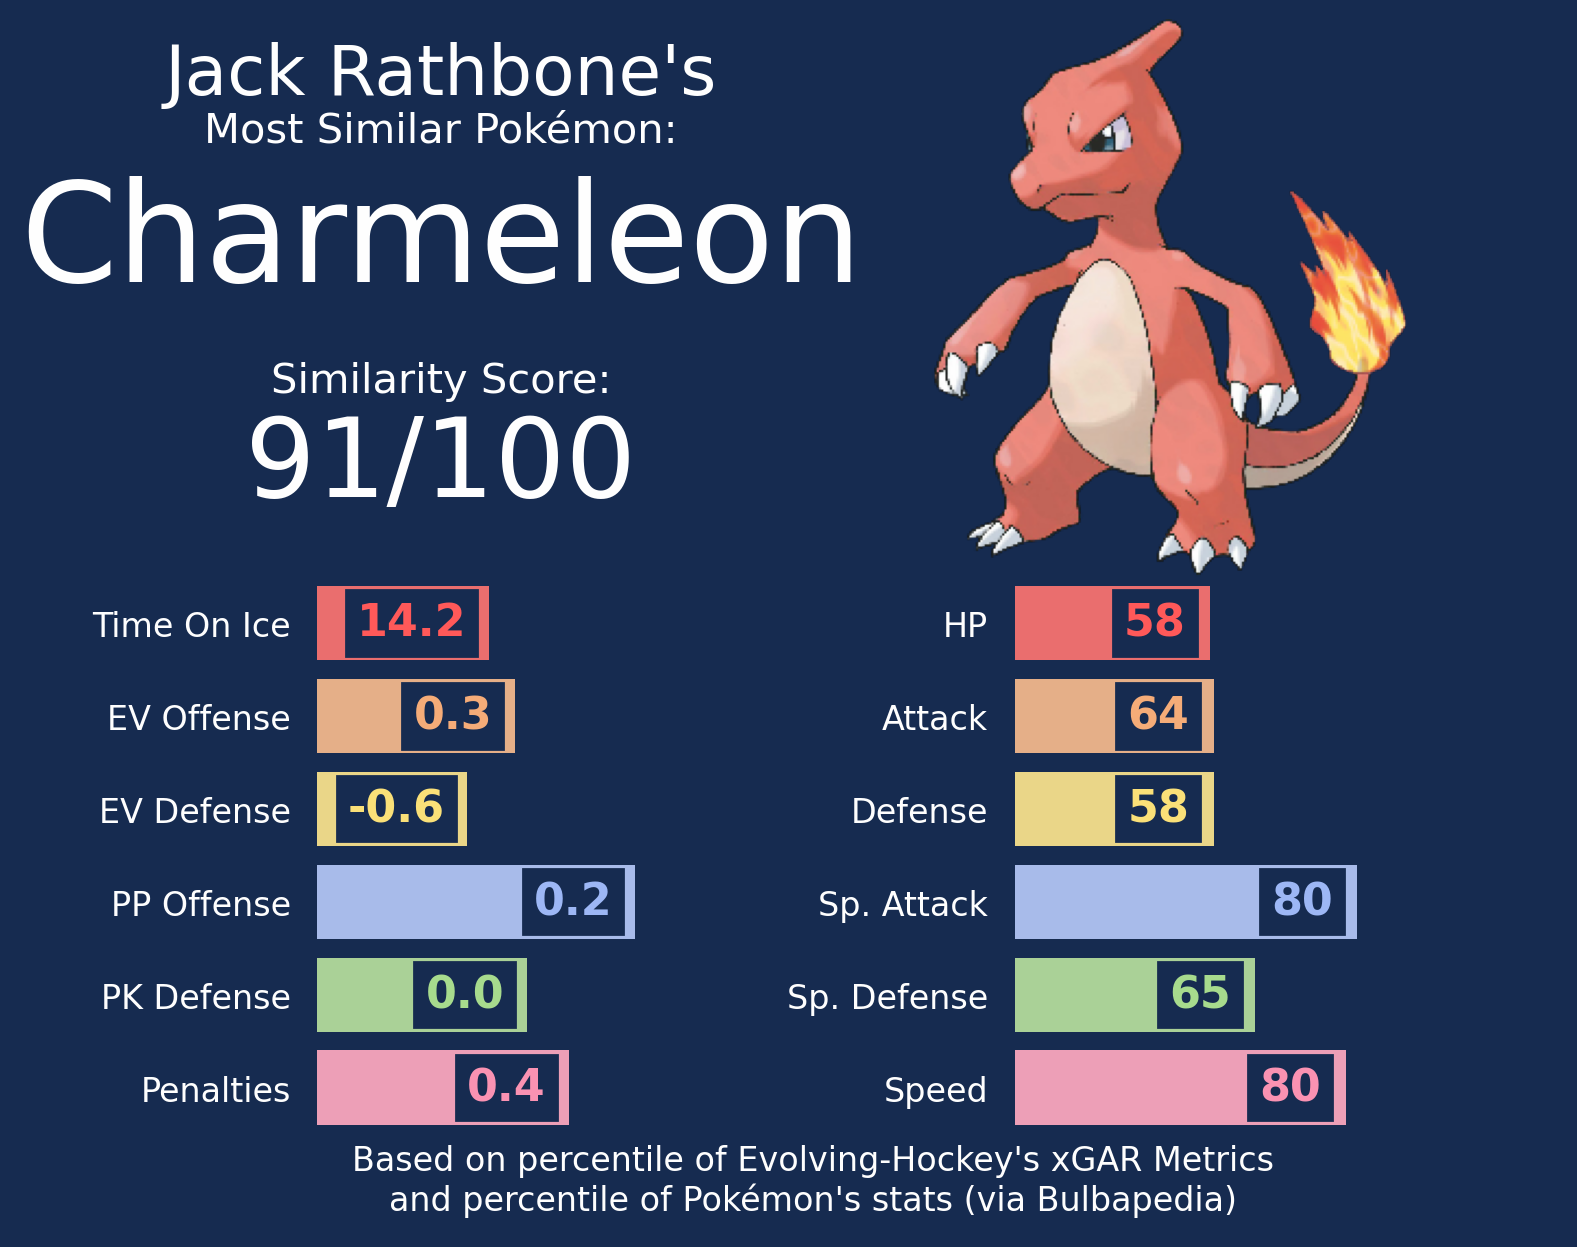 Jack Rathbone's
Most Similar Pokémon:
Charmeleon
Similarity Score:
91/100
Time On Ice 14.2
EV Offense 0.3
EV Defense -0.6
PP Offense 0.2
PK Defense 0.0
Penalties 0.4
HP 58
Attack 64
Defense 58
Sp. Attack 80
Sp. Defense 65
Speed 80
Based on percentile of Evolving-Hockey's xGAR Metrics
and percentile of Pokémon's stats (via Bulbapedia)